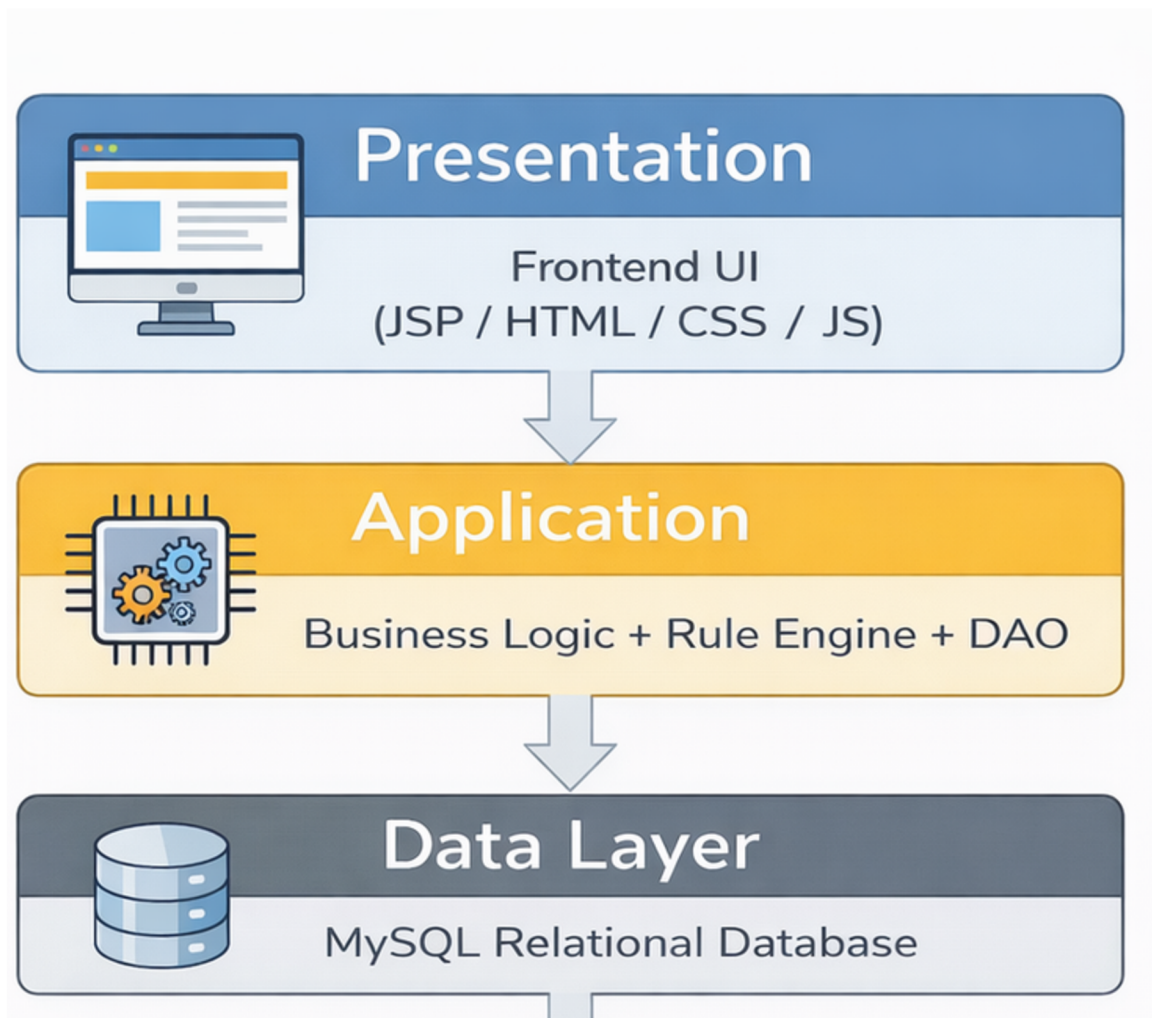 Presentation
Frontend UI
(JSP / HTML / CSS / JS)
Application
Business Logic + Rule Engine + DAO
Data Layer
MySQL Relational Database